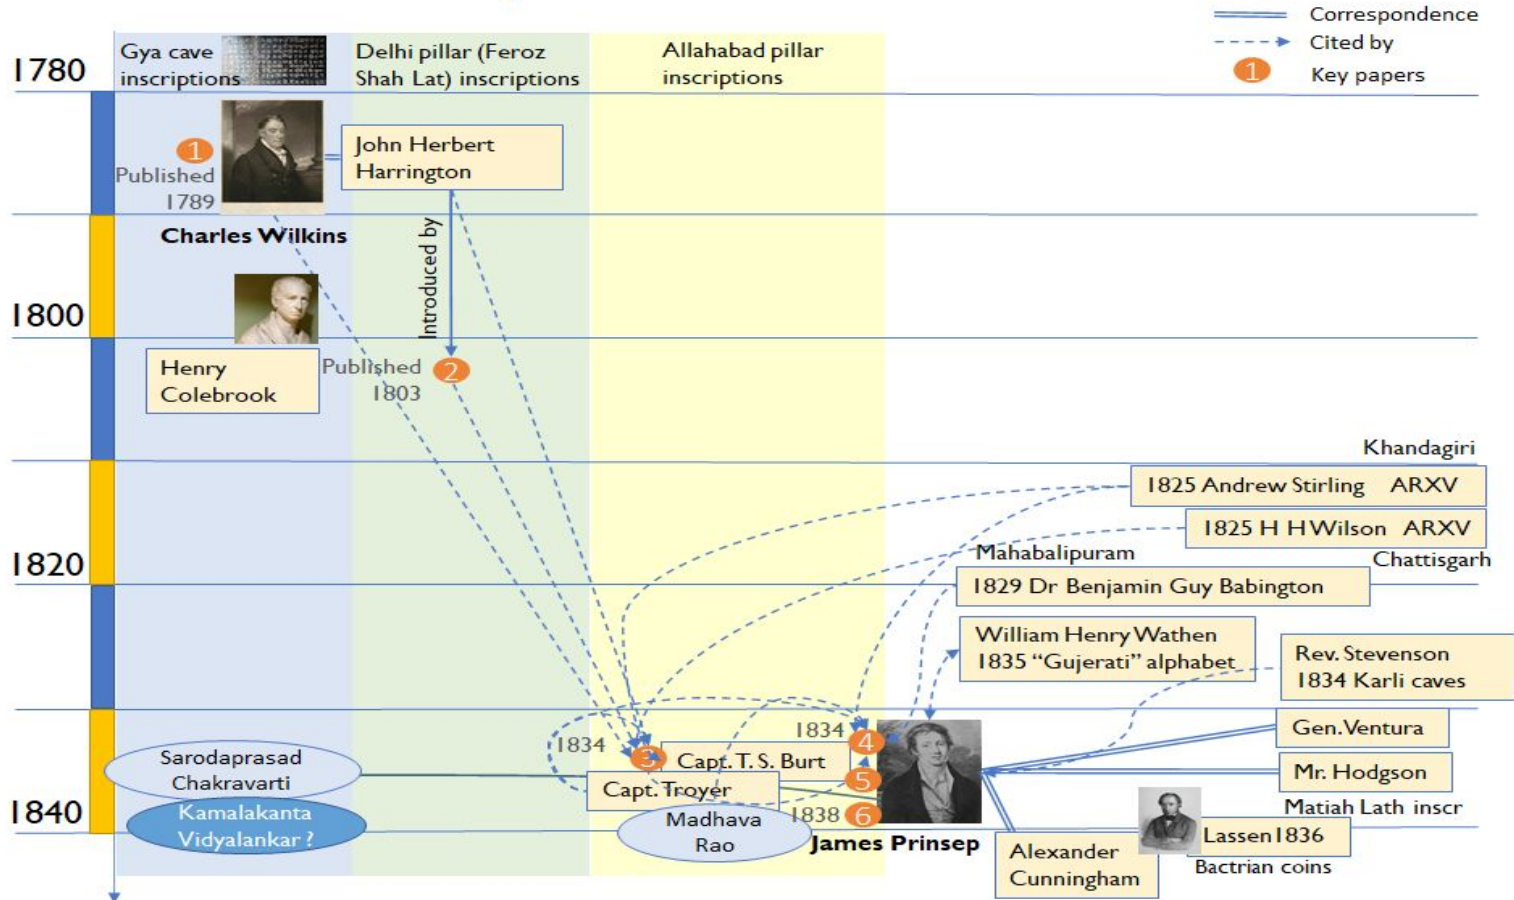 Correspondence
Cited by
1 Key papers
1780
Gya cave
inscriptions
Delhi pillar (Feroz
Shah Lat) inscriptions
Allahabad pillar
inscriptions
1
Published
1789
John Herbert
Harrington
Charles Wilkins
Introduced by
1800
Henry
Colebrook
Published
1803
2
Khandagiri
1825 Andrew Stirling ARXV
1825 H H Wilson ARXV
Chattisgarh
1820
Mahabalipuram
1829 Dr Benjamin Guy Babington
William Henry Wathen
1835 “Gujerati” alphabet
Rev. Stevenson
1834 Karli caves
Gen. Ventura
Mr. Hodgson
Matiah Lath inscr
1834
3
1834
4
Capt. T. S. Burt
5
Capt. Troyer
1838
6
Sarodaprasad
Chakravarti
1840
Kamalakanta
Vidyalankar ?
Madhava
Rao
James Prinsep
Alexander
Cunningham
Lassen1836
Bactrian coins